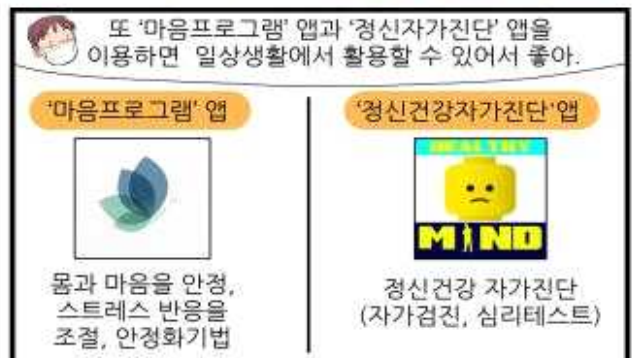 또 '마음프로그램' 앱과 '정신자가진단' 앱을
이용하면 일상생활에서 활용할 수 있어서 좋아.
'마음프로그램' 앱
'정신건강자가진단'앱
HEALTHY
MIND
몸과 마음을 안정,
스트레스 반응을
조절, 안정화기법
정신건강 자가진단
(자가검진, 심리테스트)